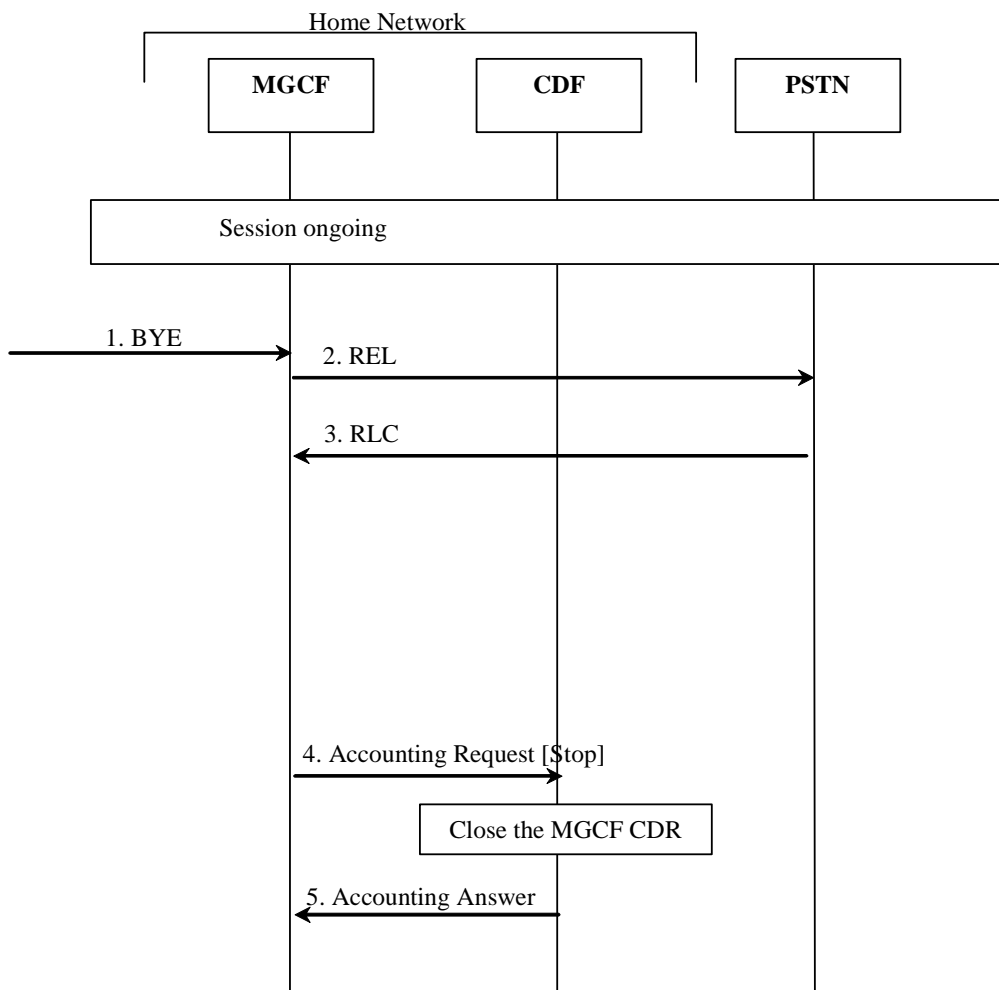 Home Network
MGCF
CDF
PSTN
Session ongoing
1. BYE
2. REL
3. RLC
4. Accounting Request [Stop]
Close the MGCF CDR
5. Accounting Answer